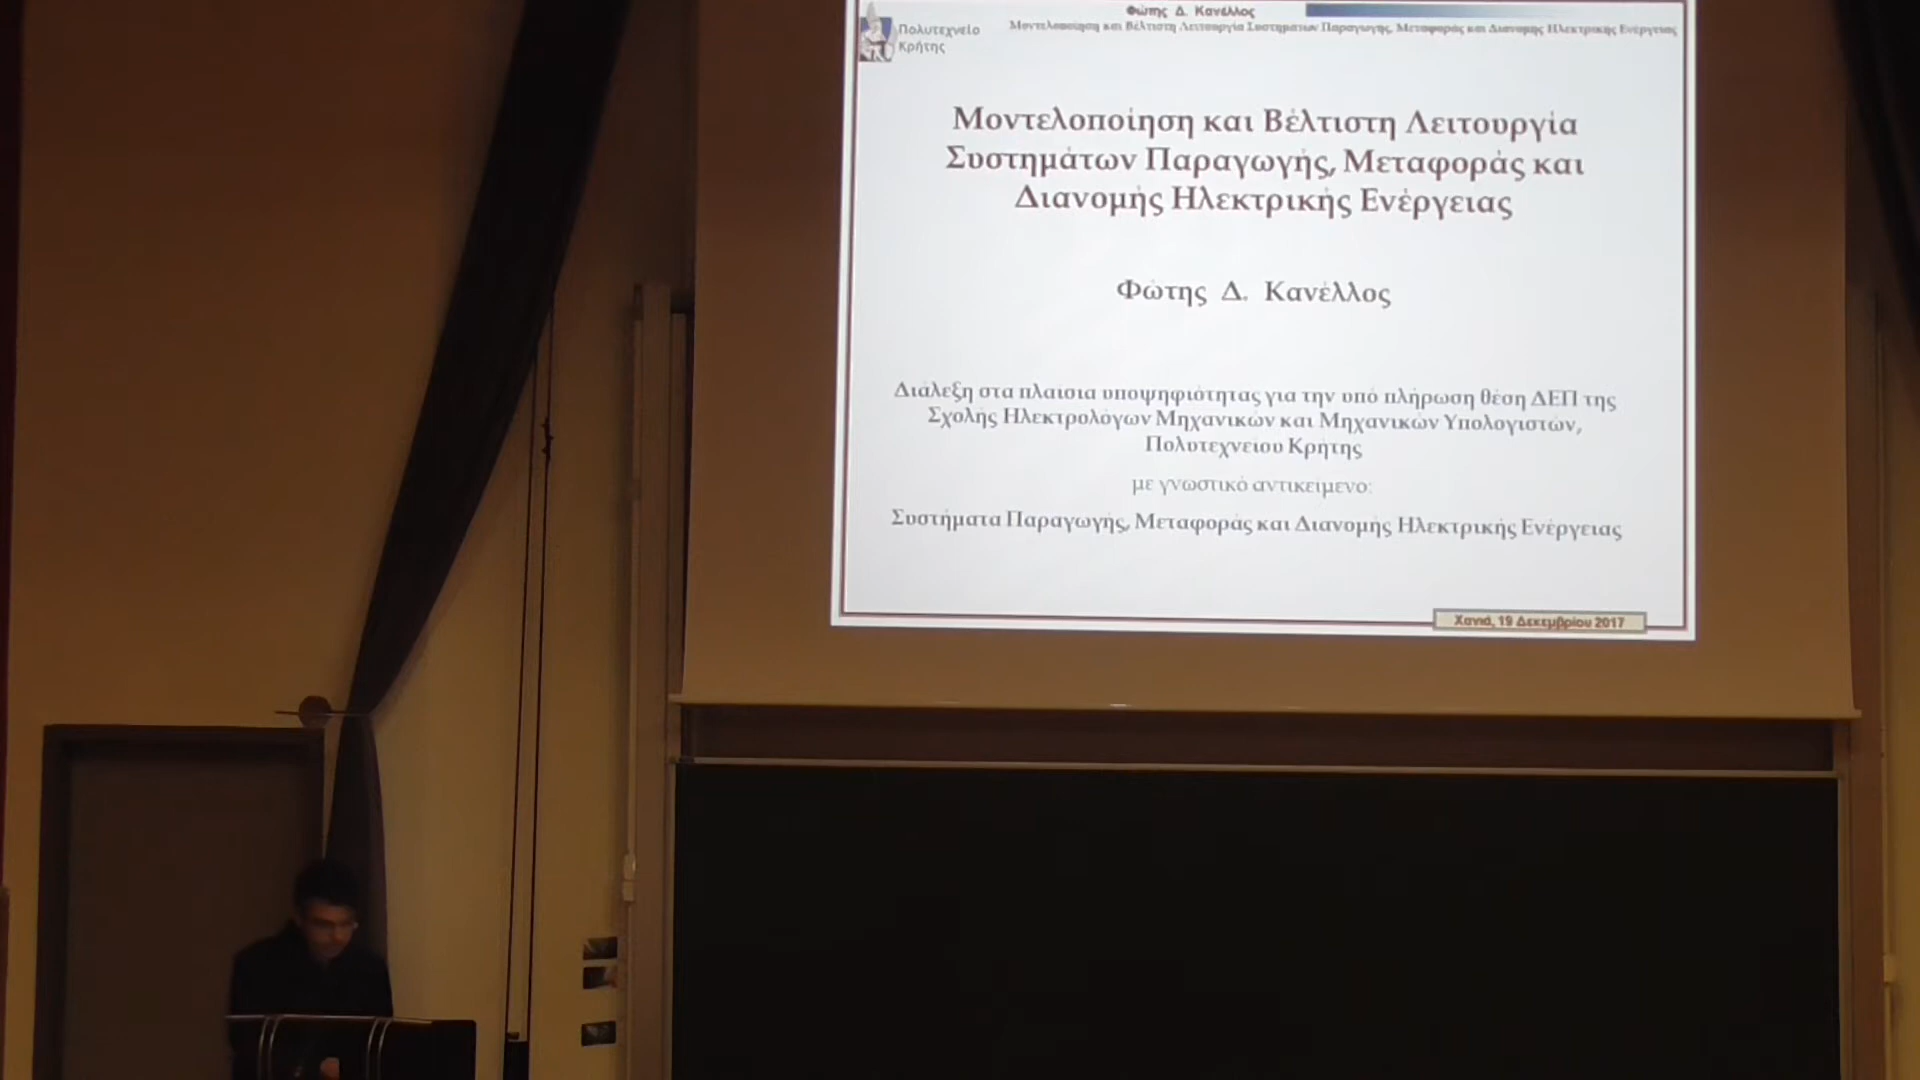 Φώτης Δ. Κανέλλος
Πολυτεχνείο
Κρήτης
Μοντελοποίηση και Βέλτιστη Λειτουργία Συστημάτων Παραγωγής, Μεταφοράς και Διανομής Ηλεκτρικής Ενέργειας
Μοντελοποίηση και Βέλτιστη Λειτουργία
Συστημάτων Παραγωγής, Μεταφοράς και
Διανομής Ηλεκτρικής Ενέργειας
Φώτης Δ. Κανέλλος
Διάλεξη στα πλαίσια υποψηφιότητας για την υπό πλήρωση θέση ΔΕΠ της
Σχολής Ηλεκτρολόγων Μηχανικών και Μηχανικών Υπολογιστών,
Πολυτεχνείου Κρήτης
με γνωστικό αντικείμενο:
Συστήματα Παραγωγής, Μεταφοράς και Διανομής Ηλεκτρικής Ενέργειας
Χανιά, 19 Δεκεμβρίου 2017